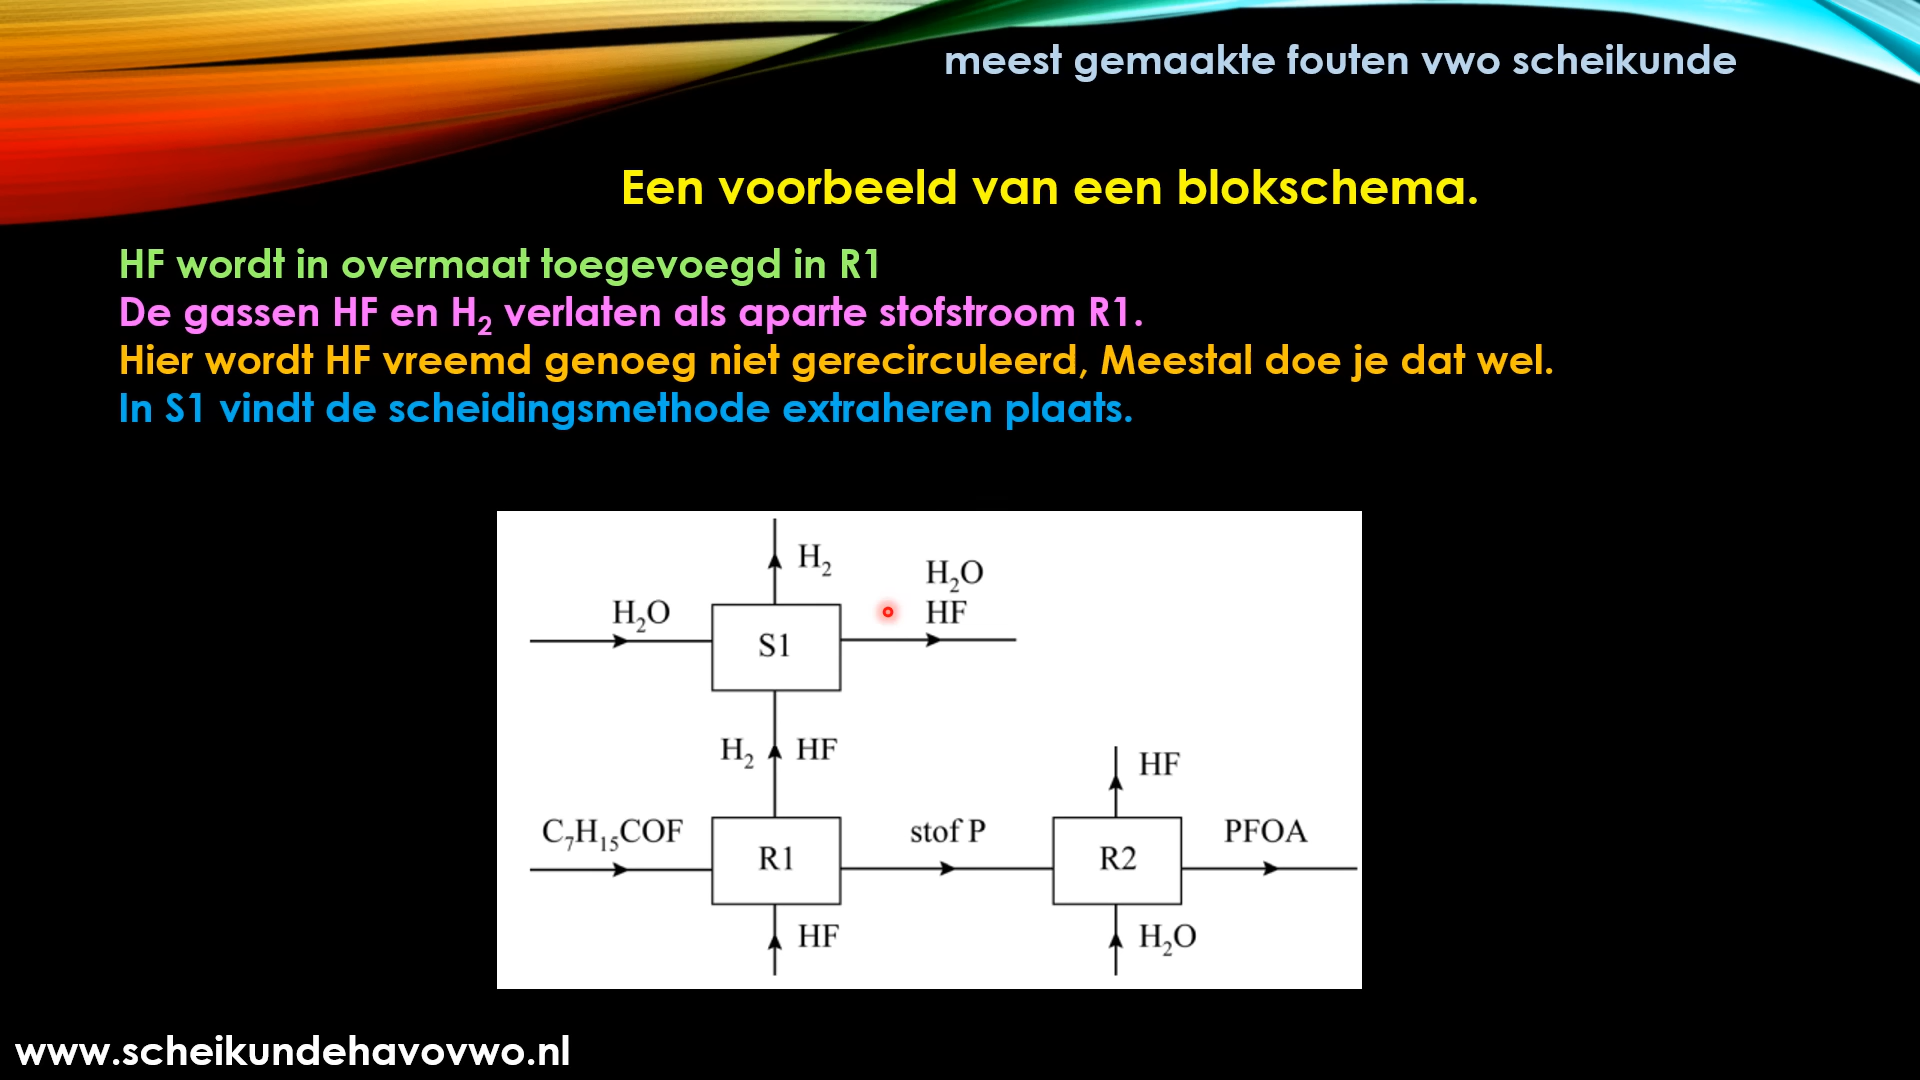 meest gemaakte fouten vwo scheikunde
Een voorbeeld van een blokschema.
HF wordt in overmaat toegevoegd in R1
De gassen HF en H₂ verlaten als aparte stofstroom R1.
Hier wordt HF vreemd genoeg niet gerecirculeerd, Meestal doe je dat wel.
In S1 vindt de scheidingsmethode extraheren plaats.
H₂
H₂O
H₂O
HF
S1
H₂ HF
HF
C₇H₁₅COF
stof P
PFOA
R1
R2
HF
H₂O
www.scheikundehavovwo.nl